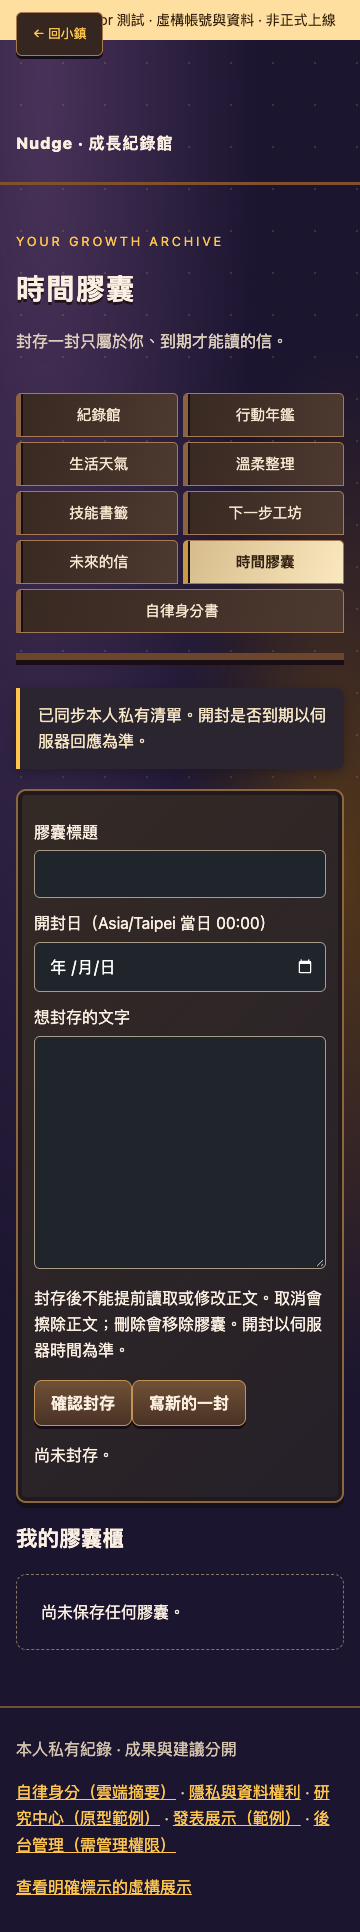 ← 回小鎮
or 測試 · 虛構帳號與資料 · 非正式上線
Nudge · 成長紀錄館
YOUR GROWTH ARCHIVE
時間膠囊
封存一封只屬於你、到期才能讀的信。
紀錄館
行動年鑑
生活天氣
溫柔整理
技能書籤
下一步工坊
未來的信
時間膠囊
自律身分書
已同步本人私有清單。開封是否到期以伺
服器回應為準。
膠囊標題
開封日（Asia/Taipei 當日 00:00）
年 /月/日
想封存的文字
封存後不能提前讀取或修改正文。取消會
擦除正文；刪除會移除膠囊。開封以伺服
器時間為準。
確認封存
寫新的一封
尚未封存。
我的膠囊櫃
尚未保存任何膠囊。
本人私有紀錄 · 成果與建議分開
自律身分（雲端摘要） · 隱私與資料權利 · 研
究中心（原型範例） · 發表展示（範例） · 後
台管理（需管理權限）
查看明確標示的虛構展示